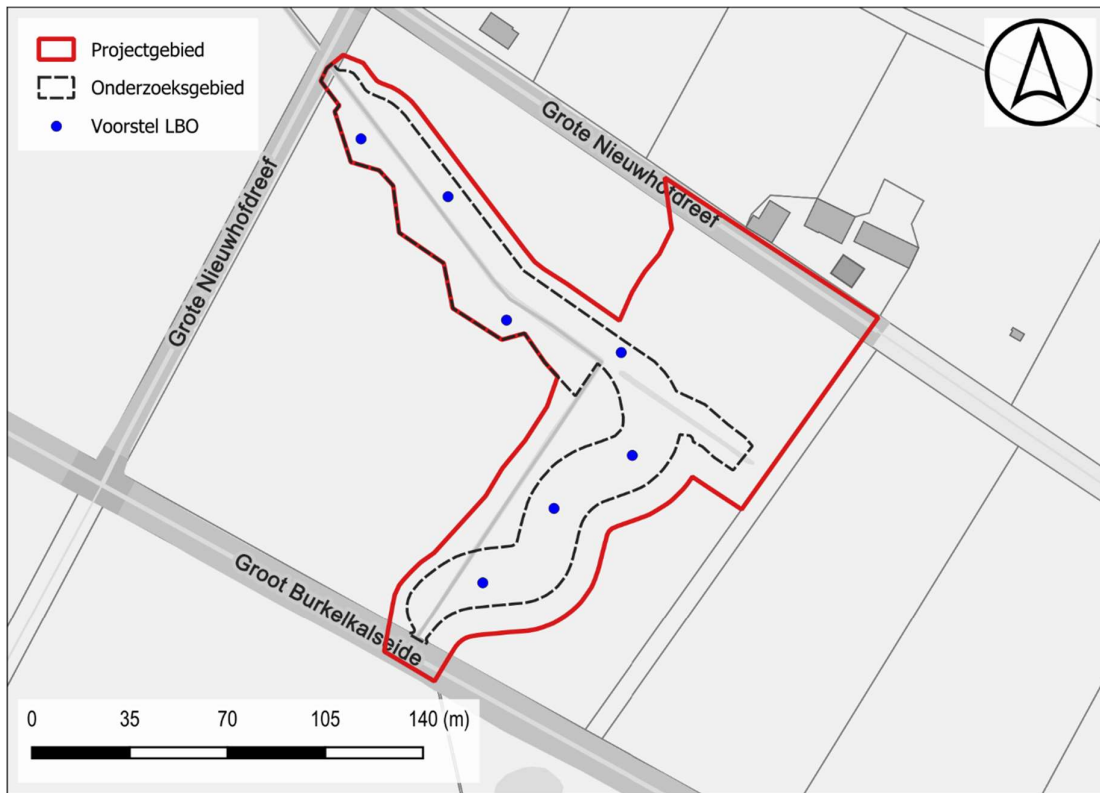 Projectgebied
Onderzoeksgebied
Voorstel LBO
Grote Nieuwhofdreef
Grote Nieuwhofdreef
Groot Burkelkalseide
0 35 70 105 140 (m)